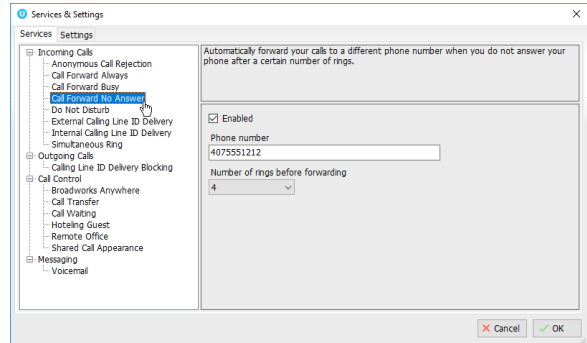 Services & Settings
Services Settings
Incoming Calls
Anonymous Call Rejection
Call Forward Always
Call Forward Busy
Call Forward No Answer
Do Not Disturb
External Calling Line ID Delivery
Internal Calling Line ID Delivery
Simultaneous Ring
Outgoing Calls
Calling Line ID Delivery Blocking
Call Control
Broadworks Anywhere
Call Transfer
Call Waiting
Hoteling Guest
Remote Office
Shared Call Appearance
Messaging
Voicemail
Automatically forward your calls to a different phone number when you do not answer your
phone after a certain number of rings.
Enabled
Phone number
4075551212
Number of rings before forwarding
4
Cancel
OK